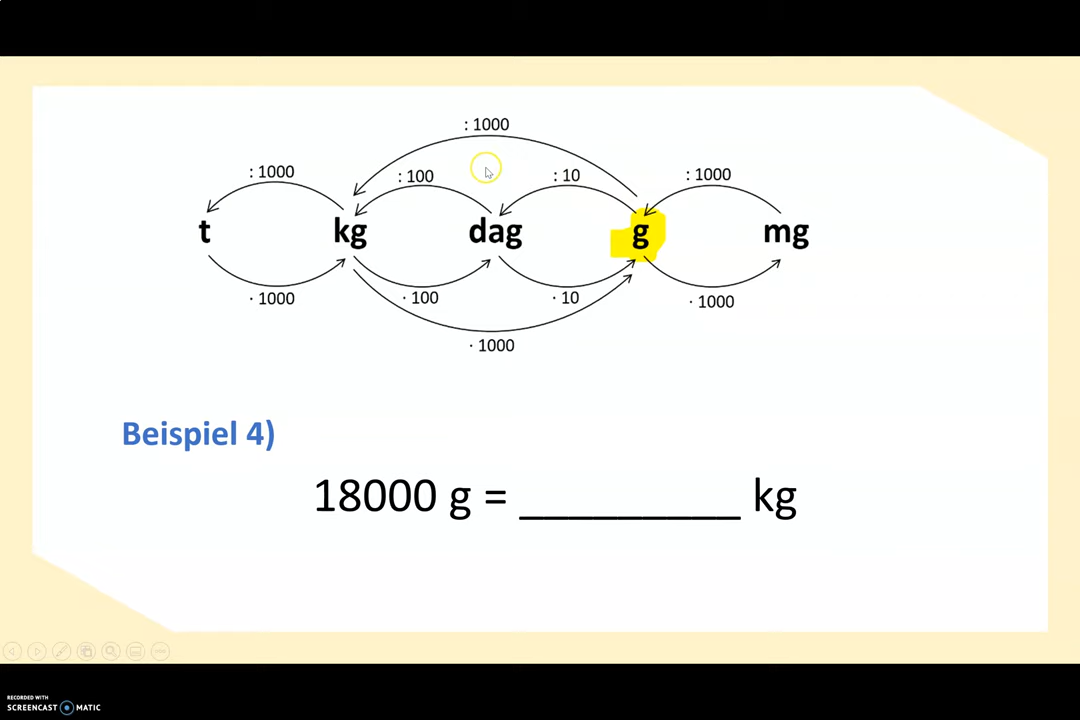 : 1000
: 1000 : 100 : 10 : 1000
t kg dag g mg
· 1000 · 100 · 10 · 1000
· 1000
Beispiel 4)
18000 g = _________ kg
RECORDED WITH
SCREENCAST MATIC